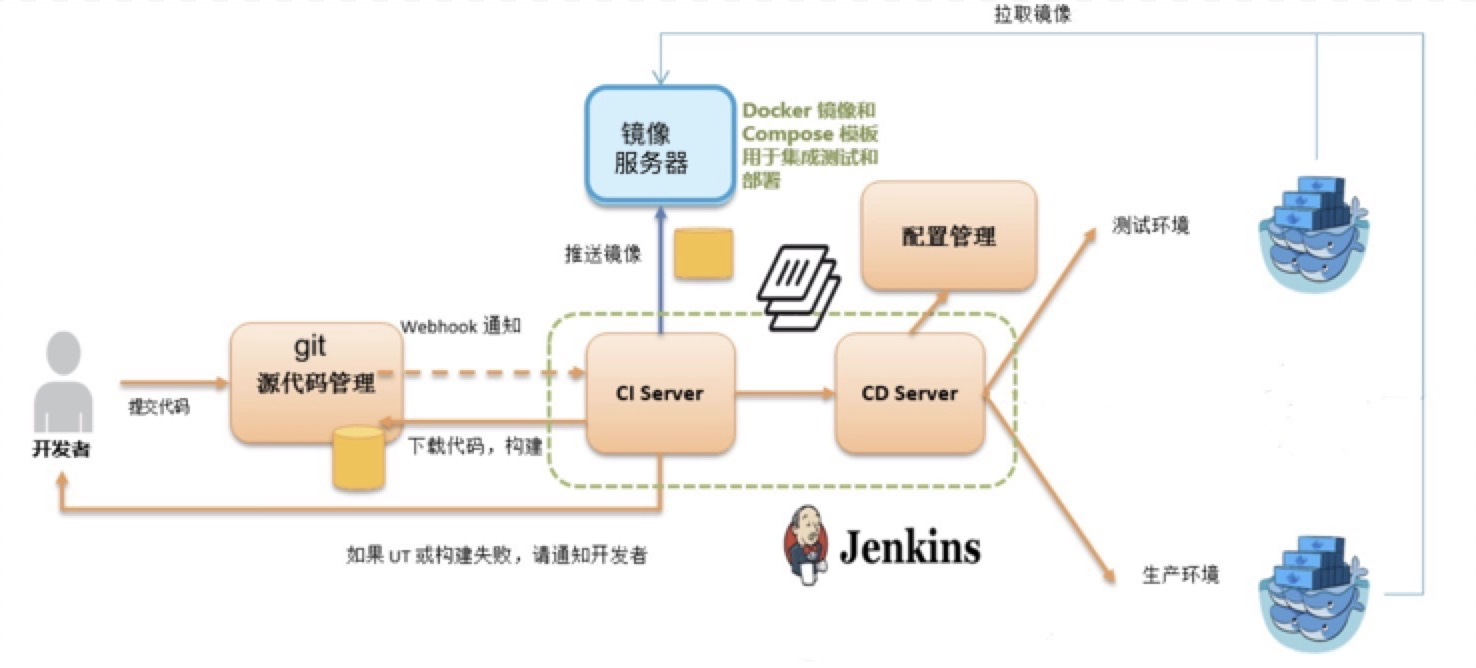 拉取镜像
镜像
服务器
Docker 镜像和
Compose 模板
用于集成测试和
部署
配置管理
测试环境
推送镜像
Webhook 通知
git
源代码管理
CI Server
CD Server
提交代码
开发者
下载代码，构建
如果 UT 或构建失败，请通知开发者
Jenkins
生产环境